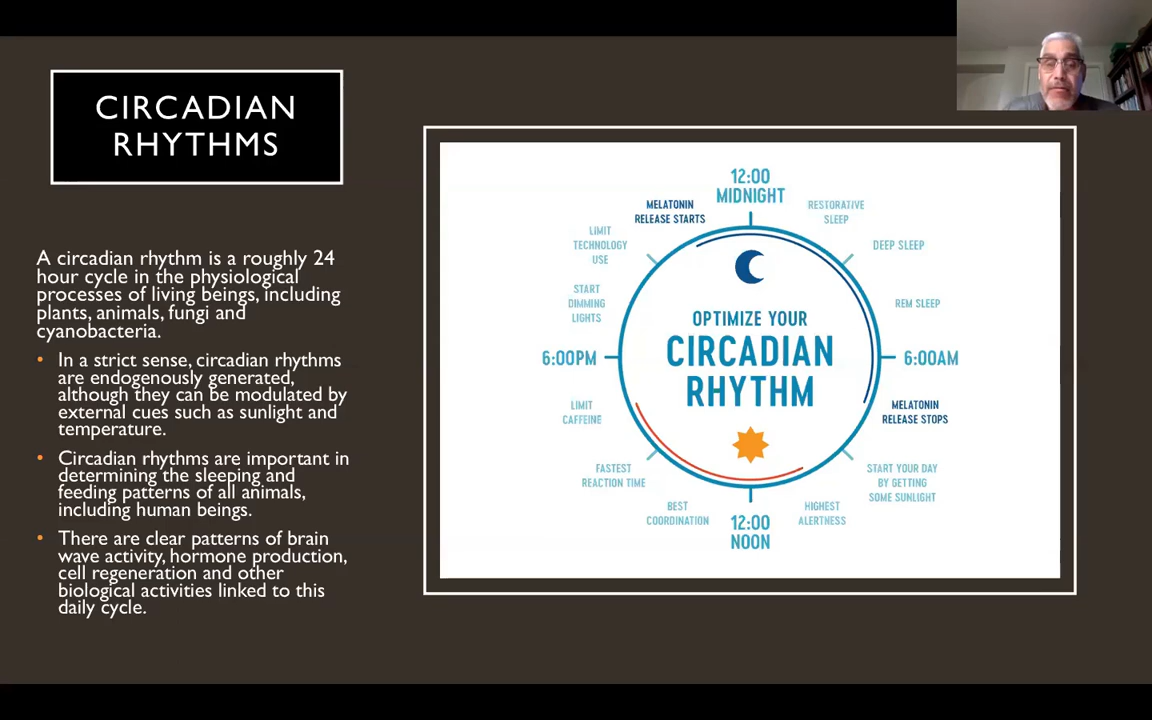 CIRCADIAN
RHYTHMS
A circadian rhythm is a roughly 24
hour cycle in the physiological
processes of living beings, including
plants, animals, fungi and
cyanobacteria.
• In a strict sense, circadian rhythms
are endogenously generated,
although they can be modulated by
external cues such as sunlight and
temperature.
• Circadian rhythms are important in
determining the sleeping and
feeding patterns of all animals,
including human beings.
• There are clear patterns of brain
wave activity, hormone production,
cell regeneration and other
biological activities linked to this
daily cycle.
12:00
MIDNIGHT
RESTORATIVE
SLEEP
DEEP SLEEP
REM SLEEP
6:00AM
MELATONIN
RELEASE STOPS
START YOUR DAY
BY GETTING
SOME SUNLIGHT
HIGHEST
ALERTNESS
12:00
NOON
BEST
COORDINATION
FASTEST
REACTION TIME
LIMIT
CAFFEINE
6:00PM
START
DIMMING
LIGHTS
LIMIT
TECHNOLOGY
USE
MELATONIN
RELEASE STARTS
OPTIMIZE YOUR
CIRCADIAN
RHYTHM